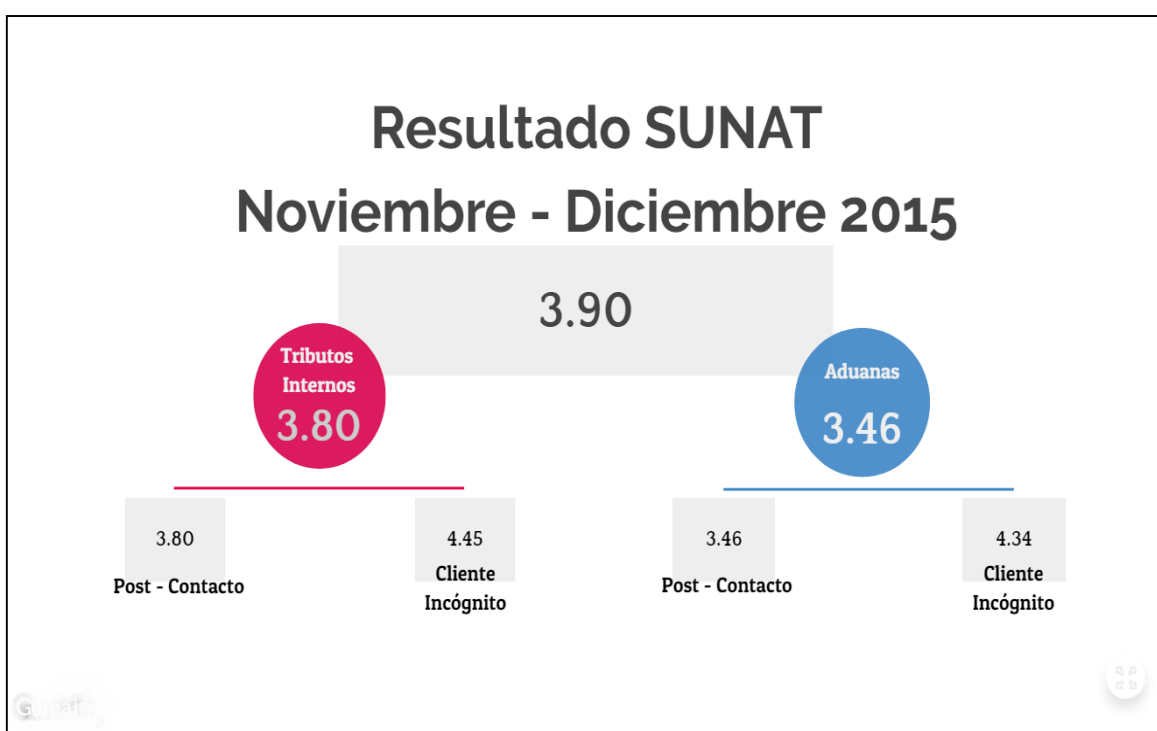 Resultado SUNAT
Noviembre - Diciembre 2015
3.90
Tributos
Internos
3.80
Aduanas
3.46
3.80
Post - Contacto
4.45
Cliente
Incógnito
3.46
Post - Contacto
4.34
Cliente
Incógnito